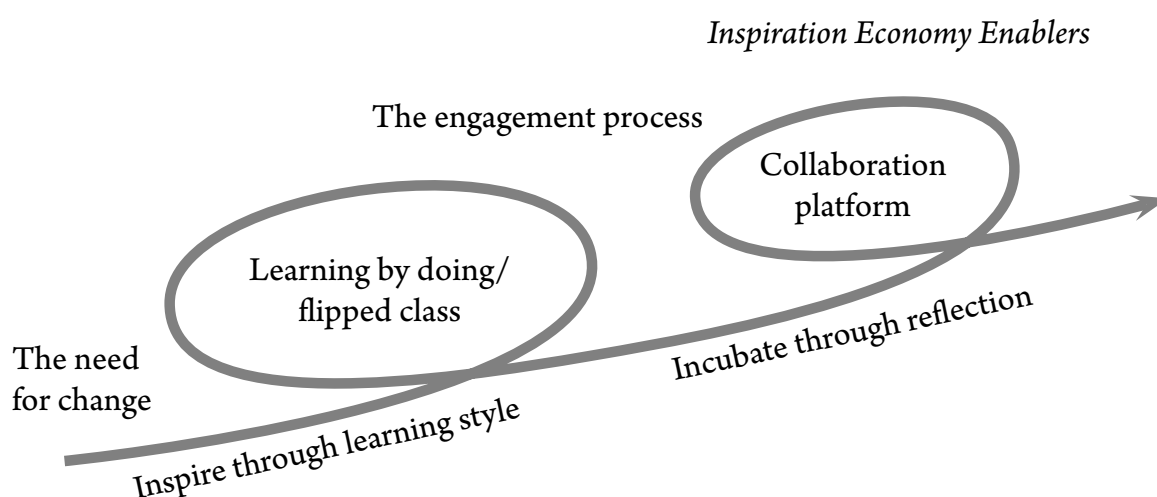 Inspiration Economy Enablers
The engagement process
Collaboration
platform
Learning by doing/
flipped class
The need
for change
Incubate through reflection
Inspire through learning style